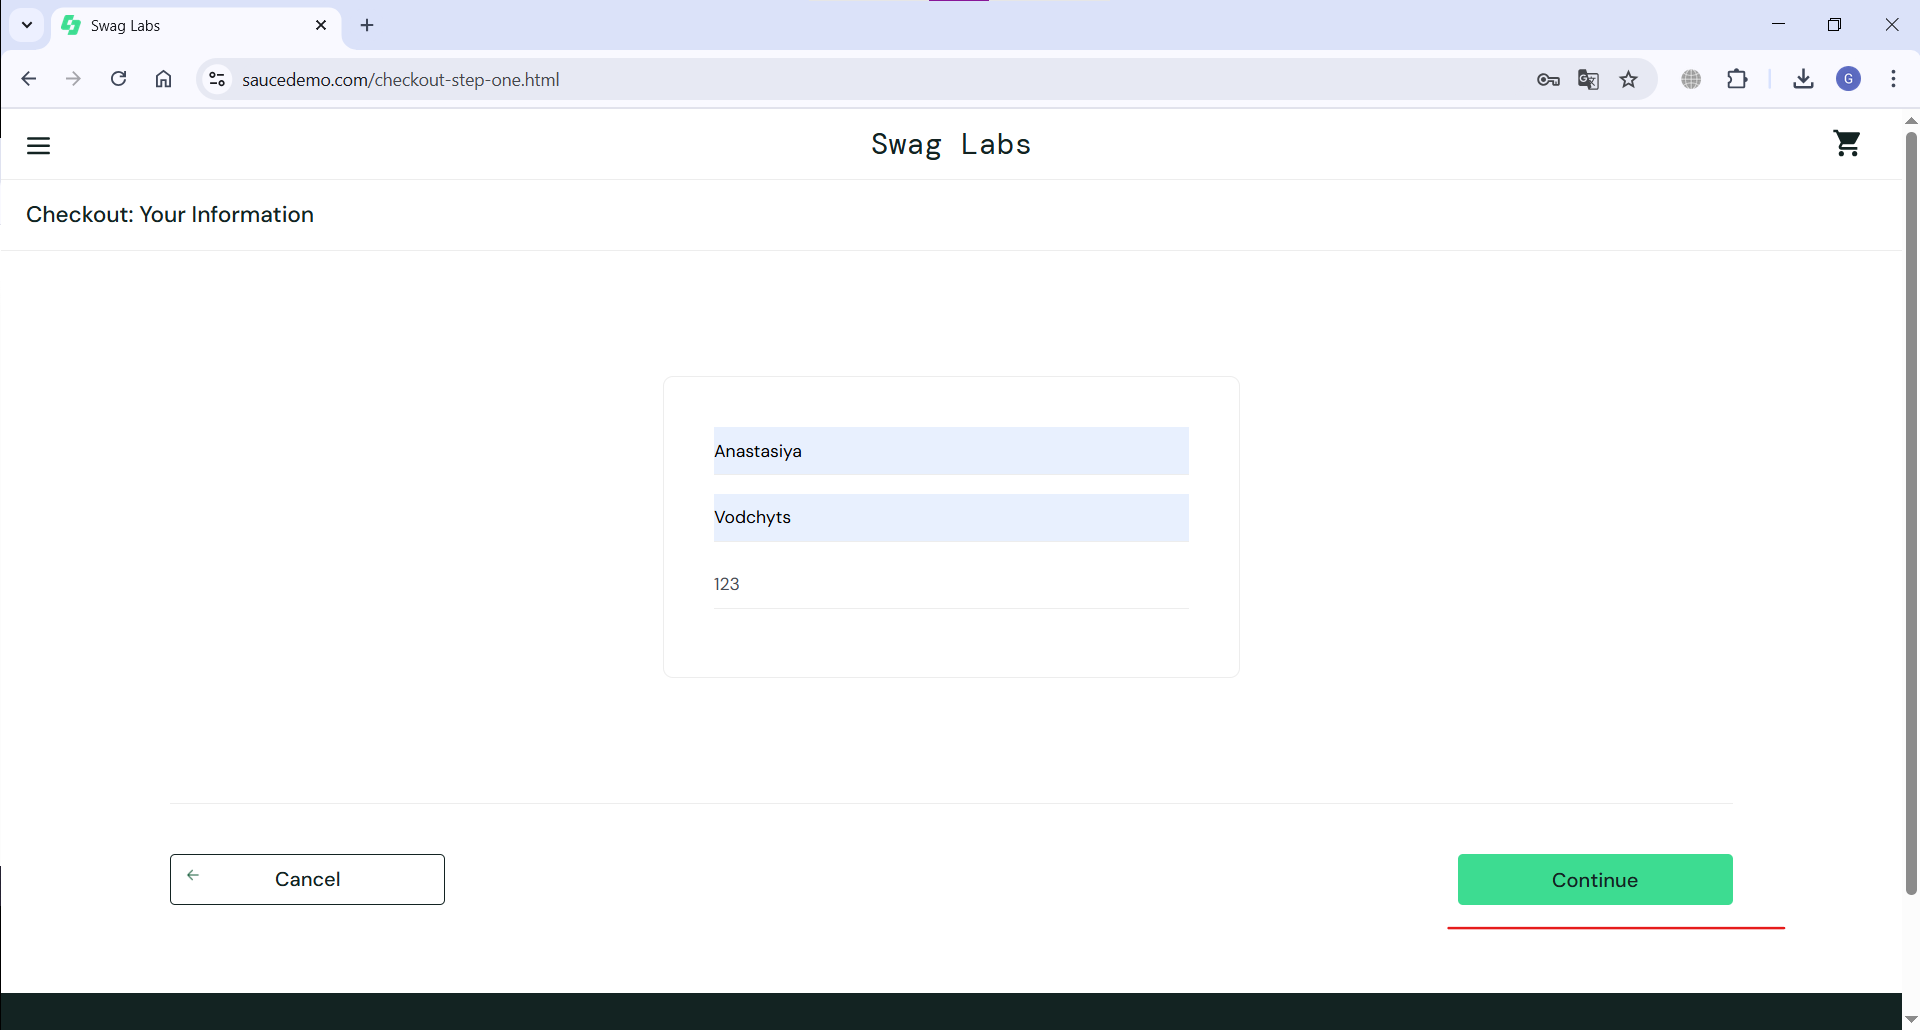 Swag Labs
saucedemo.com/checkout-step-one.html
G
Swag Labs
Checkout: Your Information
Anastasiya
Vodchyts
123
Cancel
Continue